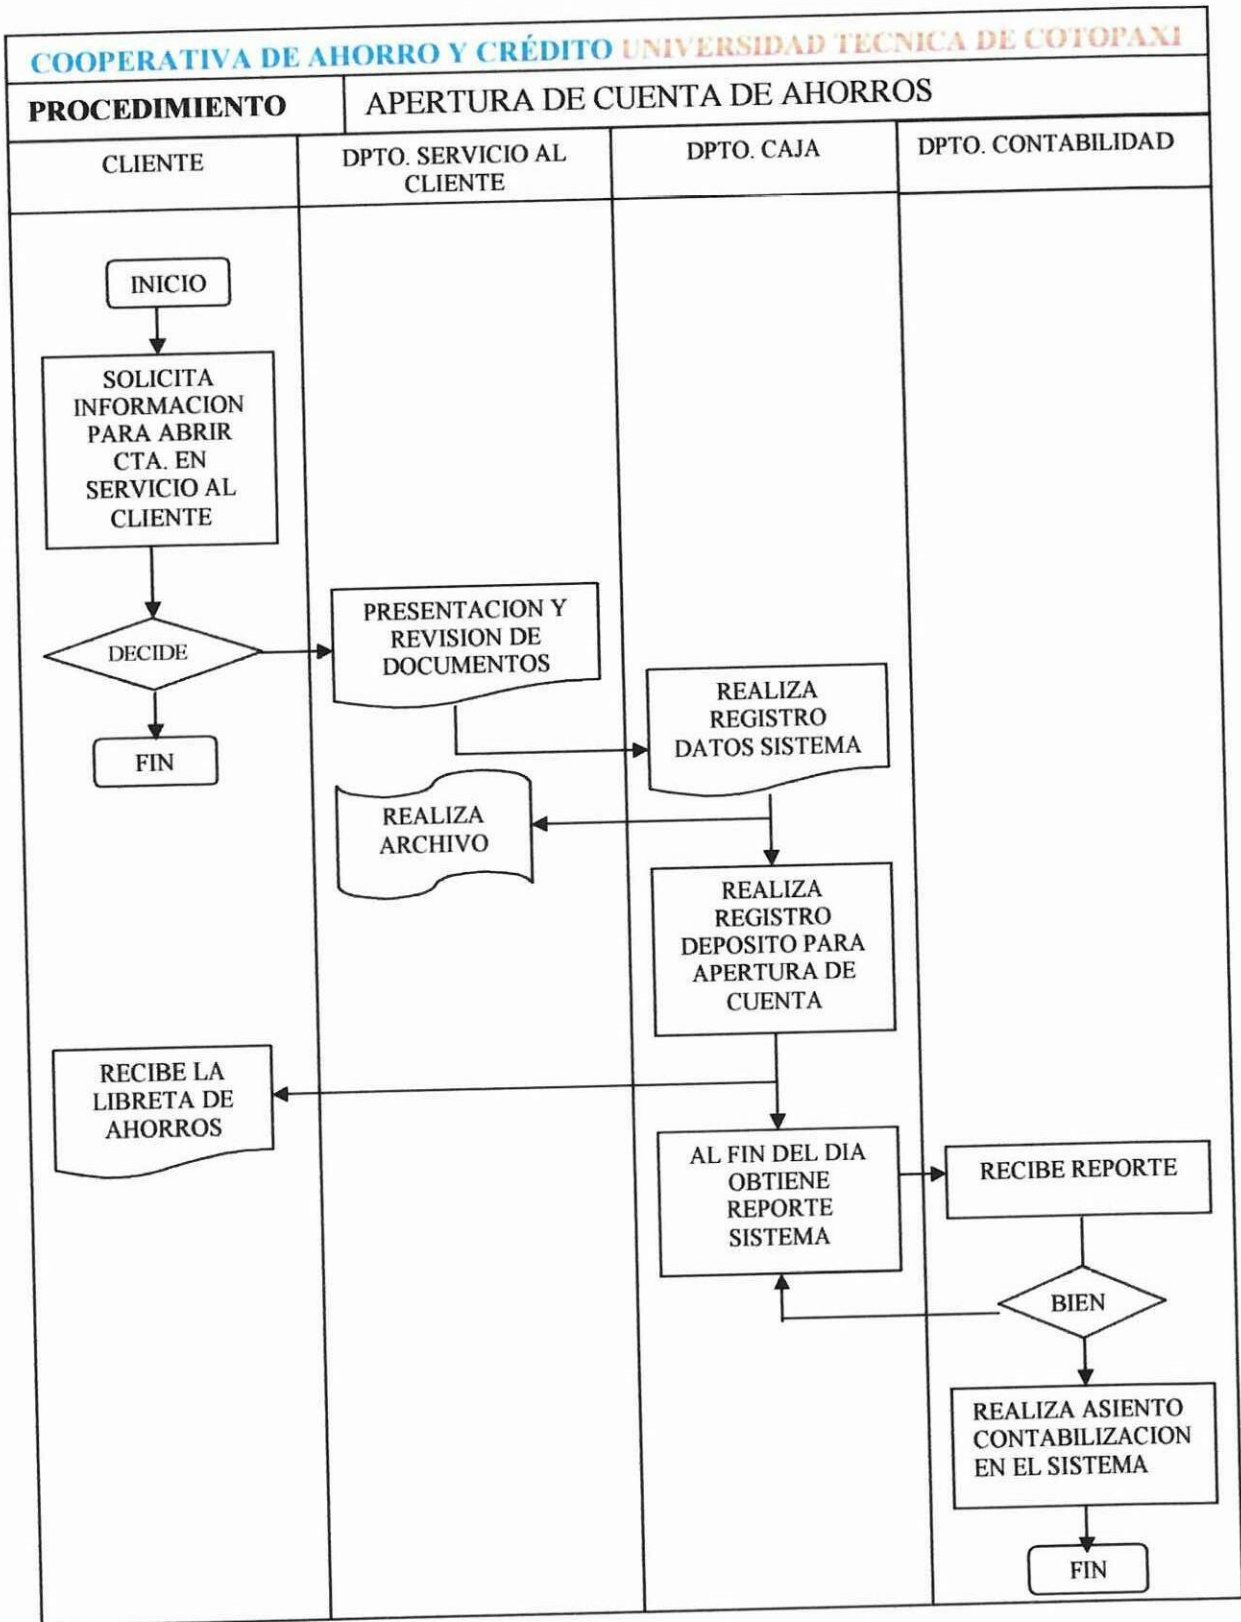 COOPERATIVA DE AHORRO Y CRÉDITO UNIVERSIDAD TECNICA DE COTOPAXI
PROCEDIMIENTO
APERTURA DE CUENTA DE AHORROS
CLIENTE
DPTO. SERVICIO AL
CLIENTE
DPTO. CAJA
DPTO. CONTABILIDAD
INICIO
SOLICITA
INFORMACION
PARA ABRIR
CTA. EN
SERVICIO AL
CLIENTE
DECIDE
PRESENTACION Y
REVISION DE
DOCUMENTOS
FIN
REALIZA
REGISTRO
DATOS SISTEMA
REALIZA
ARCHIVO
REALIZA
REGISTRO
DEPOSITO PARA
APERTURA DE
CUENTA
RECIBE LA
LIBRETA DE
AHORROS
AL FIN DEL DIA
OBTIENE
REPORTE
SISTEMA
RECIBE REPORTE
BIEN
REALIZA ASIENTO
CONTABILIZACION
EN EL SISTEMA
FIN